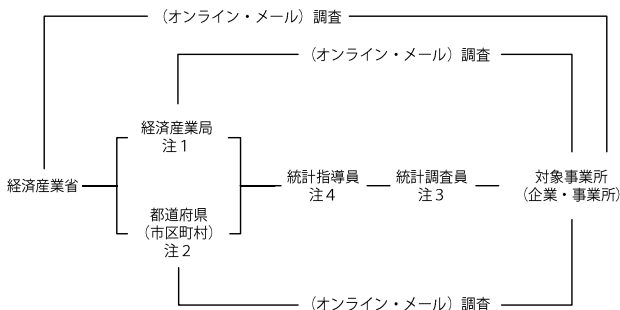 （オンライン・メール）調査
（オンライン・メール）調査
経済産業局
注１
経済産業省
統計指導員
注４
統計調査員
注３
対象事業所
（企業・事業所）
都道府県
（市区町村）
注２
（オンライン・メール）調査